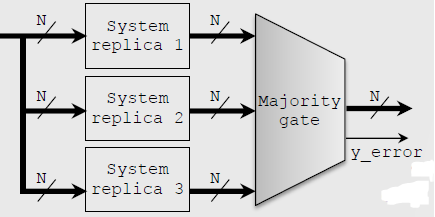 N
System
replica 1
N
N
System
replica 2
N
Majority
gate
N
y_error
N
System
replica 3
N